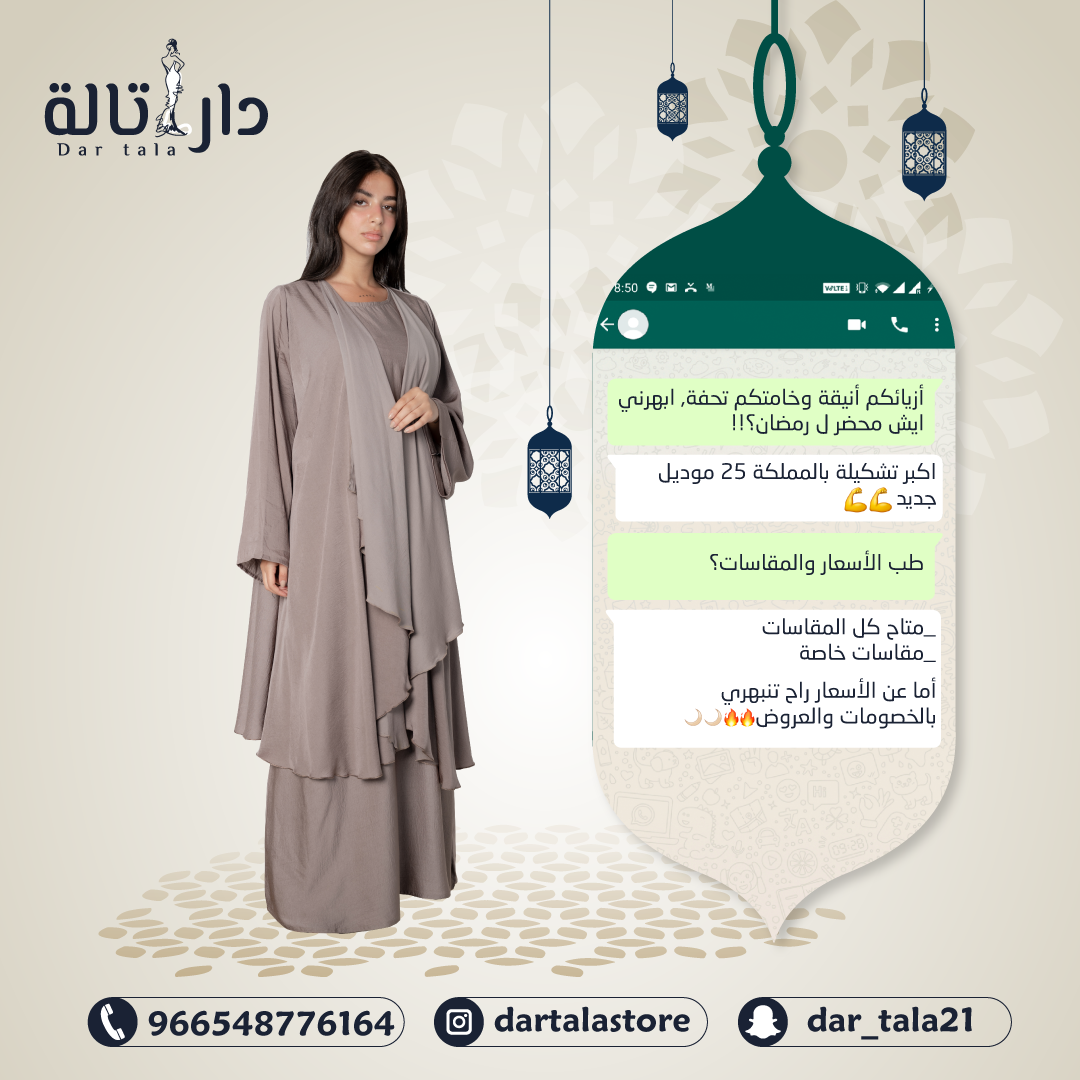 دار تالة
Dar tala
8:50
أزيائكم أنيقة وخامتكم تحفة, ابهرني
ايش محضر ل رمضان؟!!
اكبر تشكيلة بالمملكة 25 موديل
جديد💪💪
طب الأسعار والمقاسات؟
_متاح كل المقاسات
_مقاسات خاصة
أما عن الأسعار راح تنبهري
بالخصومات والعروض🔥🔥🌙🌙
966548776164
dartalastore
dar_tala21